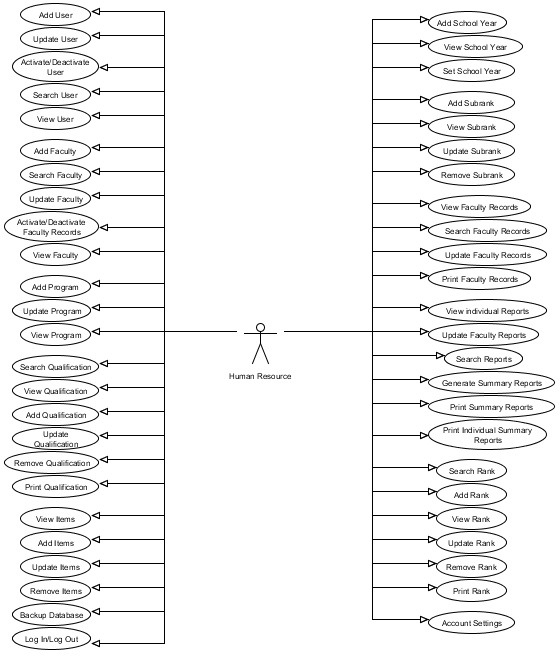 Add User
Update User
Activate/Deactivate
User
Search User
View User
Add Faculty
Search Faculty
Update Faculty
Activate/Deactivate
Faculty Records
View Faculty
Add Program
Update Program
View Program
Search Qualification
View Qualification
Add Qualification
Update
Qualification
Remove Qualification
Print Qualification
View Items
Add Items
Update Items
Remove Items
Backup Database
Log In/Log Out
Human Resource
Add School Year
View School Year
Set School Year
Add Subrank
View Subrank
Update Subrank
Remove Subrank
View Faculty Records
Search Faculty Records
Update Faculty Records
Print Faculty Records
View individual Reports
Update Faculty Reports
Search Reports
Generate Summary Reports
Print Summary Reports
Print Individual Summary
Reports
Search Rank
Add Rank
View Rank
Update Rank
Remove Rank
Print Rank
Account Settings